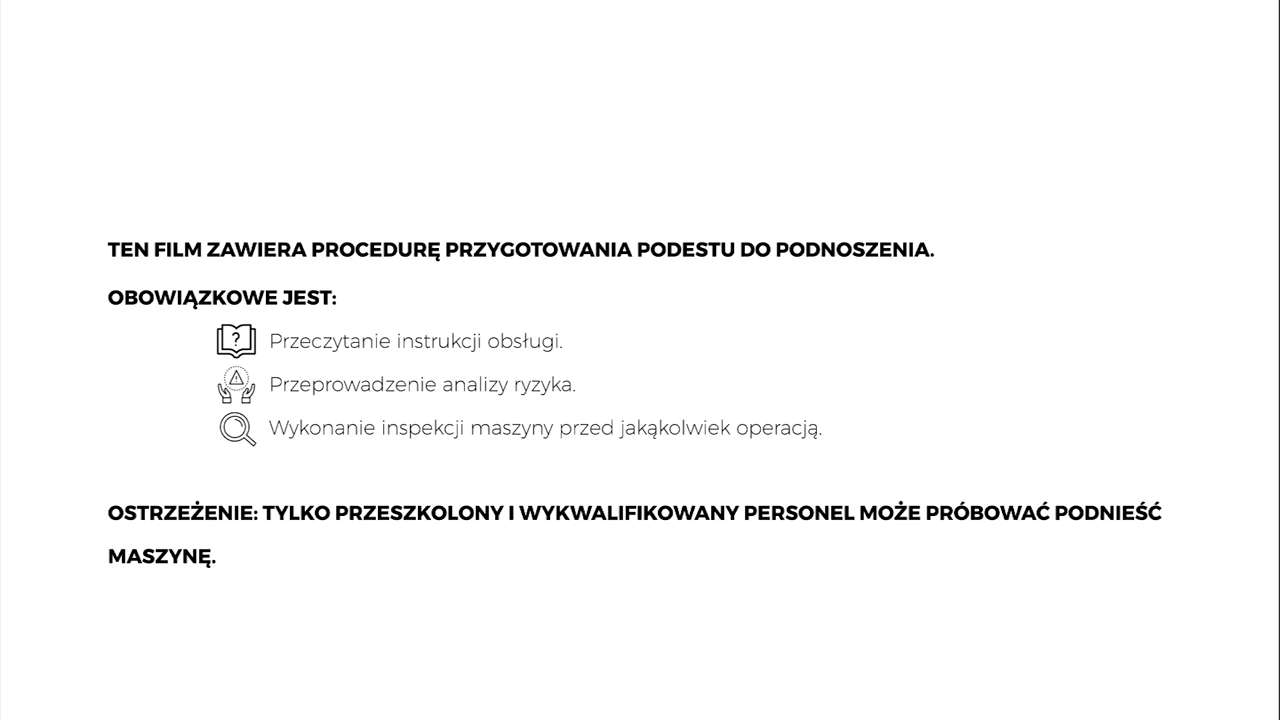 TEN FILM ZAWIERA PROCEDURĘ PRZYGOTOWANIA PODESTU DO PODNOSZENIA.
OBOWIĄZKOWE JEST:
Przeczytanie instrukcji obsługi.
Przeprowadzenie analizy ryzyka.
Wykonanie inspekcji maszyny przed jakąkolwiek operacją.
OSTRZEŻENIE: TYLKO PRZESZKOLONY I WYKWALIFIKOWANY PERSONEL MOŻE PRÓBOWAĆ PODNIEŚĆ
MASZYNĘ.